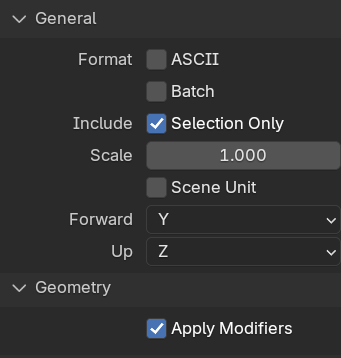 General
Format ASCII
Batch
Include Selection Only
Scale 1.000
Scene Unit
Forward Y
Up Z
Geometry
Apply Modifiers